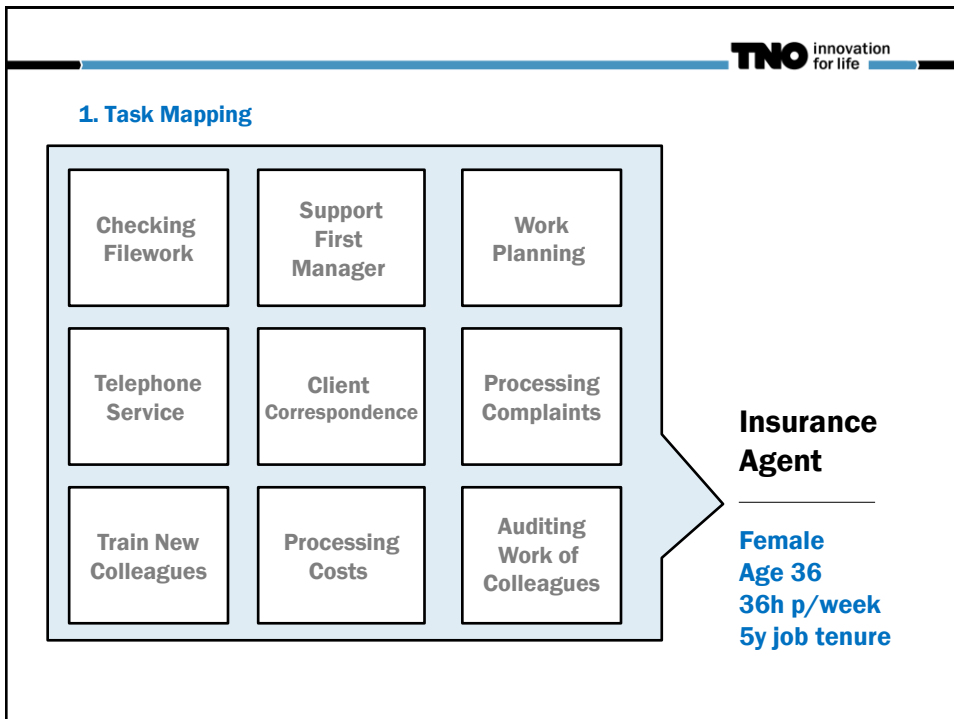 TNO innovation
for life
1. Task Mapping
Checking
Filework
Support
First
Manager
Work
Planning
Telephone
Service
Client
Correspondence
Processing
Complaints
Train New
Colleagues
Processing
Costs
Auditing
Work of
Colleagues
Insurance
Agent
Female
Age 36
36h p/week
5y job tenure